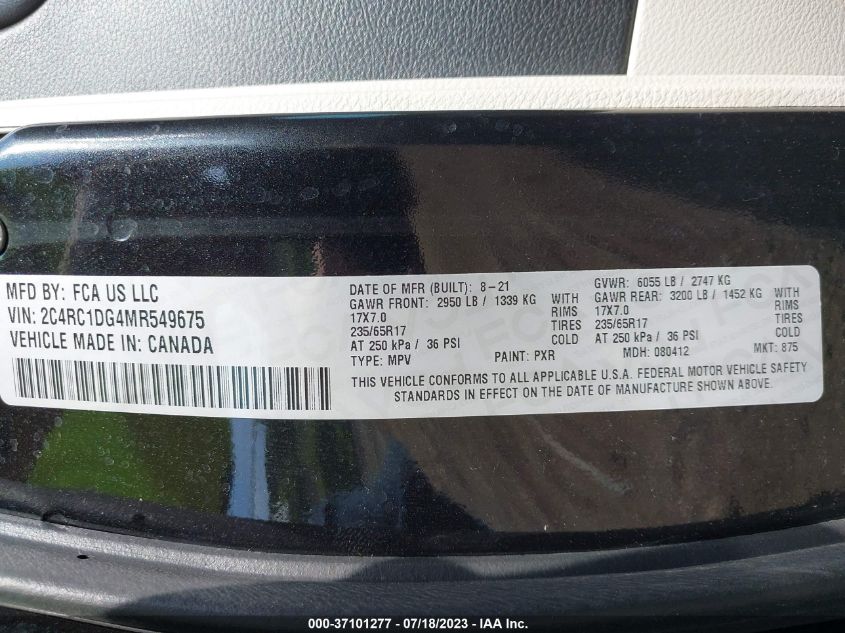 MFD BY: FCA US LLC
VIN: 2C4RC1DG4MR549675
VEHICLE MADE IN: CANADA
DATE OF MFR (BUILT): 8-21
GVWR: 6055 LB / 2747 KG
GAWR FRONT: 2950 LB / 1339 KG WITH
GAWR REAR: 3200 LB / 1452 KG WITH
17X7.0 RIMS
17X7.0 RIMS
235/65R17 TIRES
235/65R17 TIRES
AT 250 kPa / 36 PSI COLD
AT 250 kPa / 36 PSI COLD
TYPE: MPV PAINT: PXR MDH: 080412 MKT: 875
THIS VEHICLE CONFORMS TO ALL APPLICABLE U.S.A. FEDERAL MOTOR VEHICLE SAFETY
STANDARDS IN EFFECT ON THE DATE OF MANUFACTURE SHOWN ABOVE.
000-37101277 - 07/18/2023 - IAA Inc.